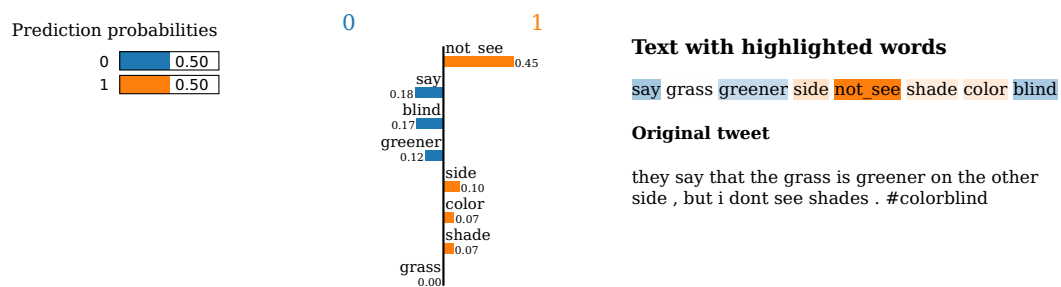 Prediction probabilities
0 0.50
1 0.50
0 1
not_see
0.45
say
0.18
blind
0.17
greener
0.12
side
0.10
color
0.07
shade
0.07
grass
0.00
Text with highlighted words
say grass greener side not_see shade color blind
Original tweet
they say that the grass is greener on the other
side , but i dont see shades . #colorblind